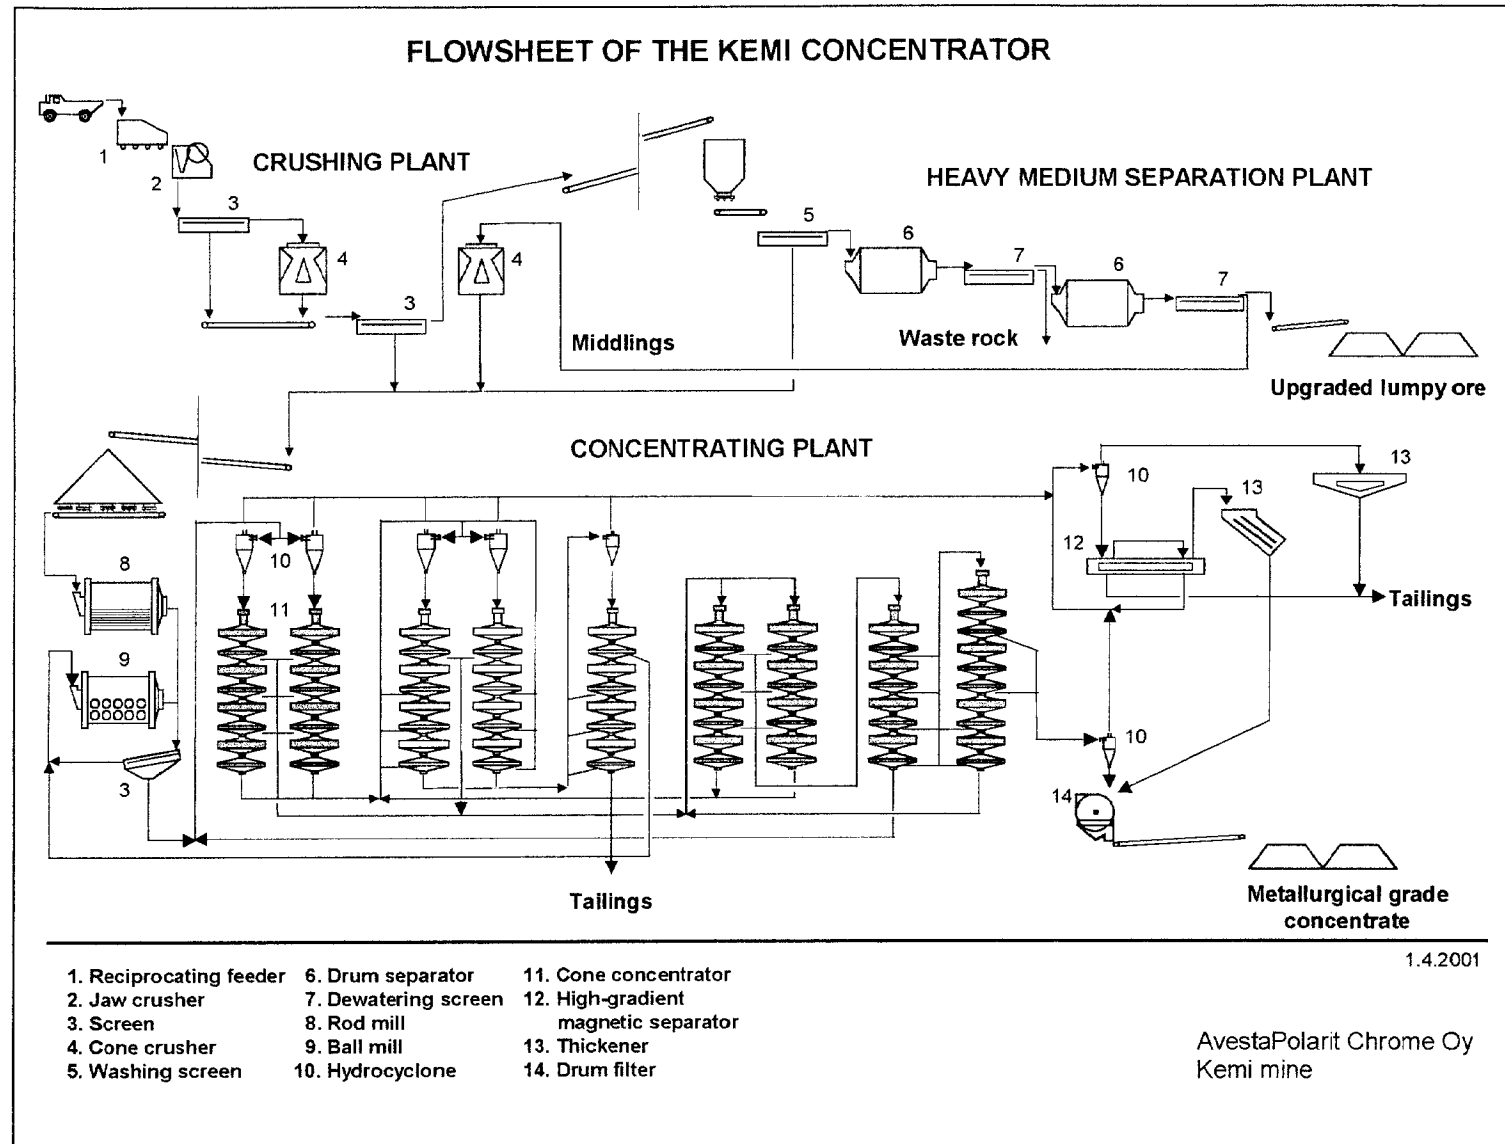 FLOWSHEET OF THE KEMI CONCENTRATOR
1
2
CRUSHING PLANT
3
4
3
4
HEAVY MEDIUM SEPARATION PLANT
5
6
7
6
7
Middlings
Waste rock
Upgraded lumpy ore
CONCENTRATING PLANT
8
9
3
10
11
10
13
13
12
Tailings
10
14
Tailings
Metallurgical grade
concentrate
1.4.2001
1. Reciprocating feeder
2. Jaw crusher
3. Screen
4. Cone crusher
5. Washing screen
6. Drum separator
7. Dewatering screen
8. Rod mill
9. Ball mill
10. Hydrocyclone
11. Cone concentrator
12. High-gradient
magnetic separator
13. Thickener
14. Drum filter
AvestaPolarit Chrome Oy
Kemi mine